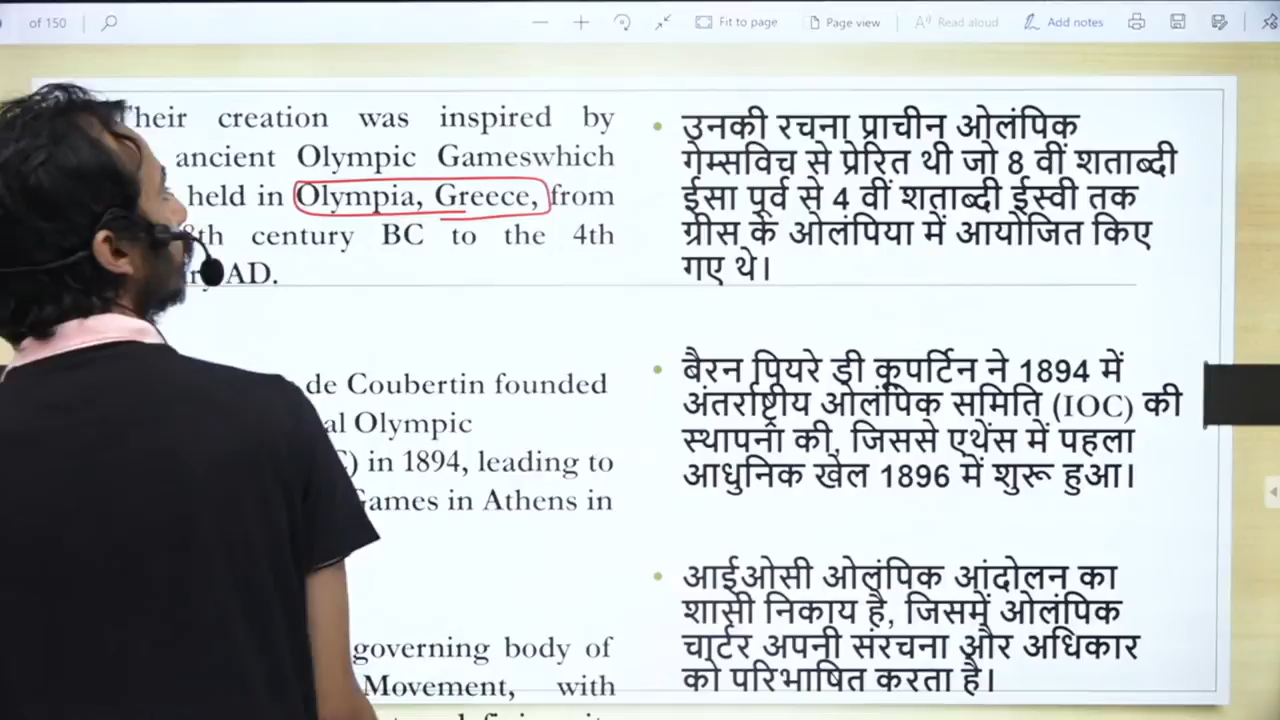 of 150
Fit to page
Page view
Read aloud
Add notes
Their creation was inspired by
ancient Olympic Gameswhich
held in Olympia, Greece, from
8th century BC to the 4th
AD.
de Coubertin founded
Olympic
in 1894, leading to
Games in Athens in
governing body of
Movement, with
उनकी रचना प्राचीन ओलंपिक
गेम्सविच से प्रेरित थी जो 8 वीं शताब्दी
ईसा पूर्व से 4 वीं शताब्दी ईस्वी तक
ग्रीस के ओलंपिया में आयोजित किए
गए थे।
बैरन पियरे डी कूपर्टिन ने 1894 में
अंतर्राष्ट्रीय ओलंपिक समिति (IOC) की
स्थापना की, जिससे एथेंस में पहला
आधुनिक खेल 1896 में शुरू हुआ।
आईओसी ओलंपिक आंदोलन का
शासी निकाय है, जिसमें ओलंपिक
चार्टर अपनी संरचना और अधिकार
को परिभाषित करता है।